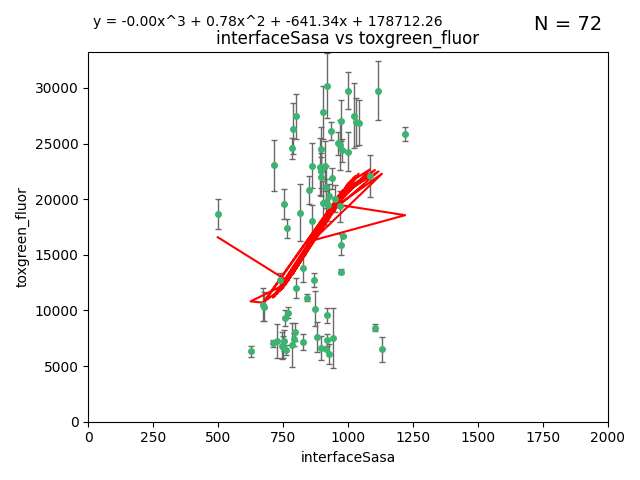 y = -0.00x^3 + 0.78x^2 + -641.34x + 178712.26
N = 72
interfaceSasa vs toxgreen_fluor
30000
25000
20000
15000
10000
5000
0
toxgreen_fluor
0 250 500 750 1000 1250 1500 1750 2000
interfaceSasa